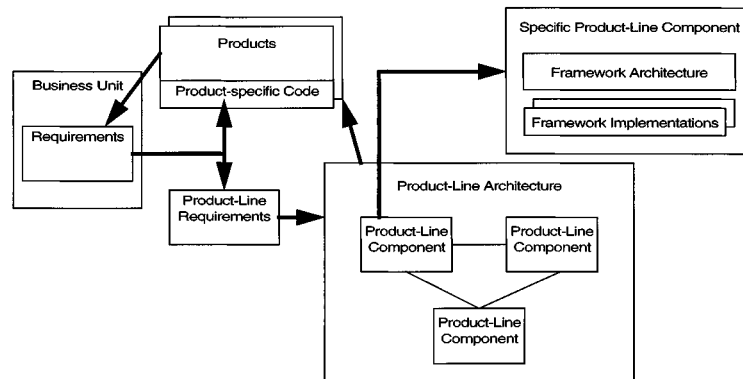 Products
Product-specific Code
Business Unit
Requirements
Product-Line
Requirements
Specific Product-Line Component
Framework Architecture
Framework Implementations
Product-Line Architecture
Product-Line
Component
Product-Line
Component
Product-Line
Component